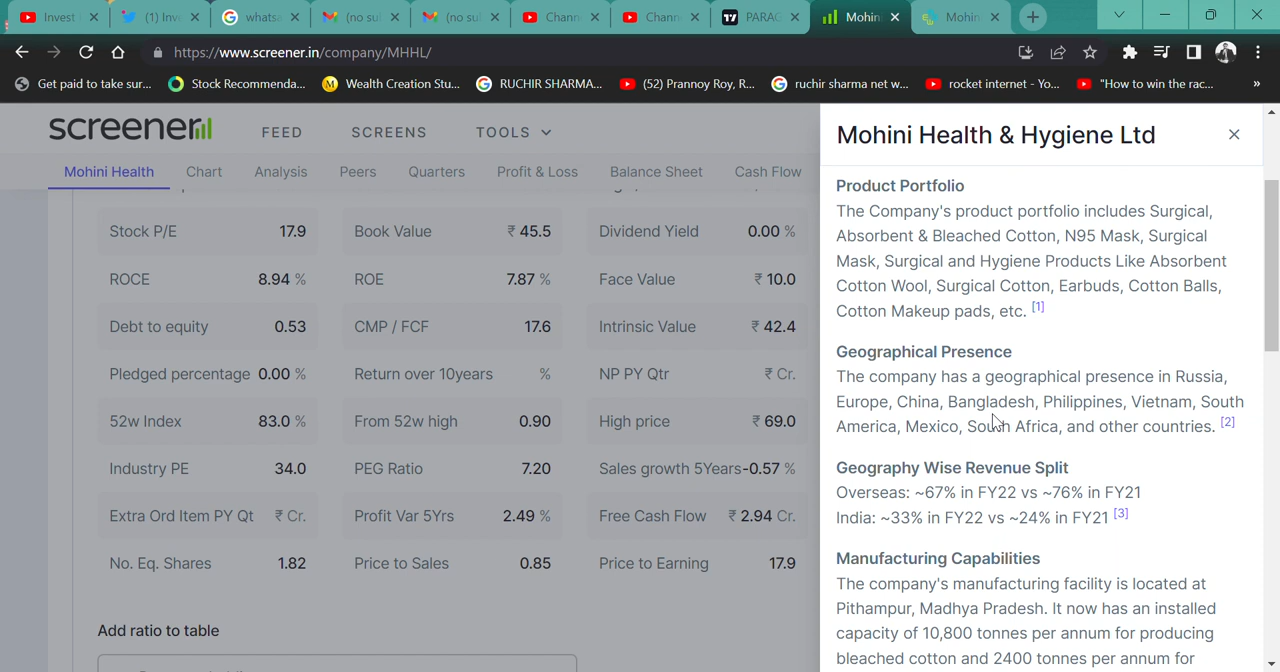 Invest
(1) Inv
whats
(no su
(no su
Chann
Chann
PARAG
Mohin
Mohin
https://www.screener.in/company/MHHL/
Get paid to take sur...
Stock Recommenda...
Wealth Creation Stu...
RUCHIR SHARMA...
(52) Prannoy Roy, R...
ruchir sharma net w...
rocket internet - Yo...
"How to win the rac...
»
screener
FEED
SCREENS
TOOLS
Mohini Health
Chart
Analysis
Peers
Quarters
Profit & Loss
Balance Sheet
Cash Flow
Stock P/E 17.9
Book Value ₹ 45.5
Dividend Yield 0.00 %
ROCE 8.94 %
ROE 7.87 %
Face Value ₹ 10.0
Debt to equity 0.53
CMP / FCF 17.6
Intrinsic Value ₹ 42.4
Pledged percentage 0.00 %
Return over 10years %
NP PY Qtr ₹ Cr.
52w Index 83.0 %
From 52w high 0.90
High price ₹ 69.0
Industry PE 34.0
PEG Ratio 7.20
Sales growth 5Years -0.57 %
Extra Ord Item PY Qt ₹ Cr.
Profit Var 5Yrs 2.49 %
Free Cash Flow ₹ 2.94 Cr.
No. Eq. Shares 1.82
Price to Sales 0.85
Price to Earning 17.9
Add ratio to table
Mohini Health & Hygiene Ltd
Product Portfolio
The Company's product portfolio includes Surgical,
Absorbent & Bleached Cotton, N95 Mask, Surgical
Mask, Surgical and Hygiene Products Like Absorbent
Cotton Wool, Surgical Cotton, Earbuds, Cotton Balls,
Cotton Makeup pads, etc. [1]
Geographical Presence
The company has a geographical presence in Russia,
Europe, China, Bangladesh, Philippines, Vietnam, South
America, Mexico, South Africa, and other countries. [2]
Geography Wise Revenue Split
Overseas: ~67% in FY22 vs ~76% in FY21
India: ~33% in FY22 vs ~24% in FY21 [3]
Manufacturing Capabilities
The company's manufacturing facility is located at
Pithampur, Madhya Pradesh. It now has an installed
capacity of 10,800 tonnes per annum for producing
bleached cotton and 2400 tonnes per annum for